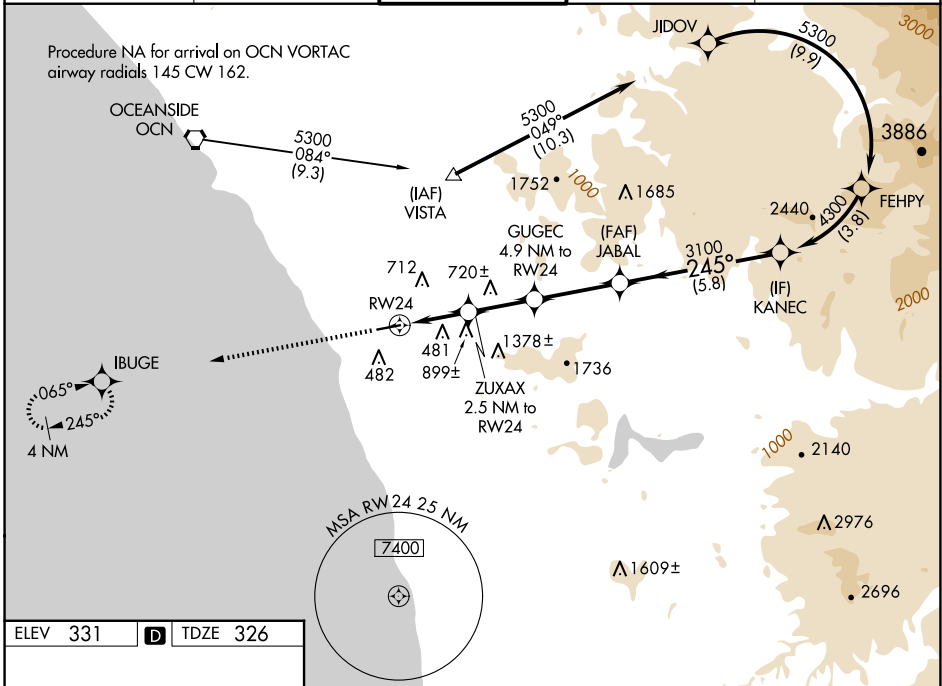 Procedure NA for arrival on OCN VORTAC
airway radials 145 CW 162.
OCEANSIDE
OCN
5300
084°
(9.3)
5300
049°
(10.3)
(IAF)
VISTA
JIDOV
5300
(9.9)
3000
3886
FEHPY
4300
(3.8)
2440
1752
1000
1685
GUGEC
4.9 NM to
RW24
(FAF)
JABAL
3100
245°
(5.8)
(IF)
KANEC
2000
712
720±
RW24
481
899±
482
1378±
1736
ZUXAX
2.5 NM to
RW24
IBUGE
065°
245°
4 NM
1000
2140
2976
2696
1609±
MSA RW24 25 NM
7400
ELEV 331
D
TDZE 326